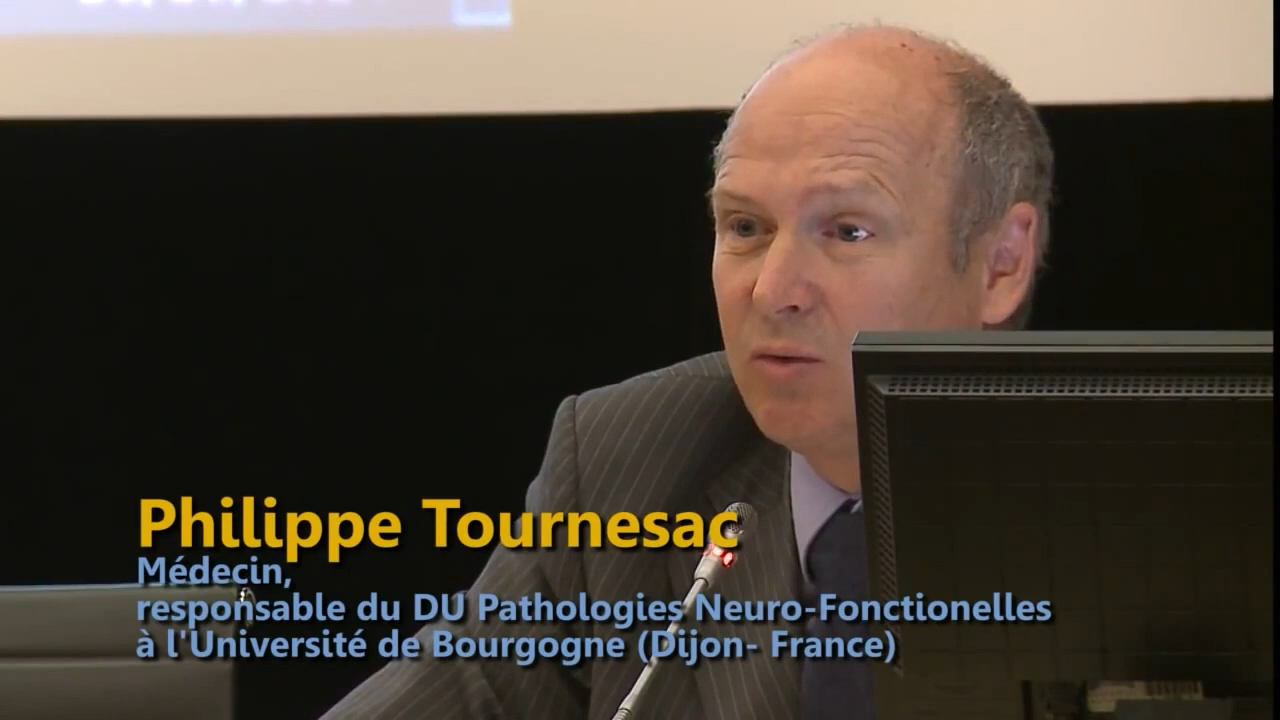 Philippe Tournesac
Médecin,
responsable du DU Pathologies Neuro-Fonctionelles
à l'Université de Bourgogne (Dijon- France)